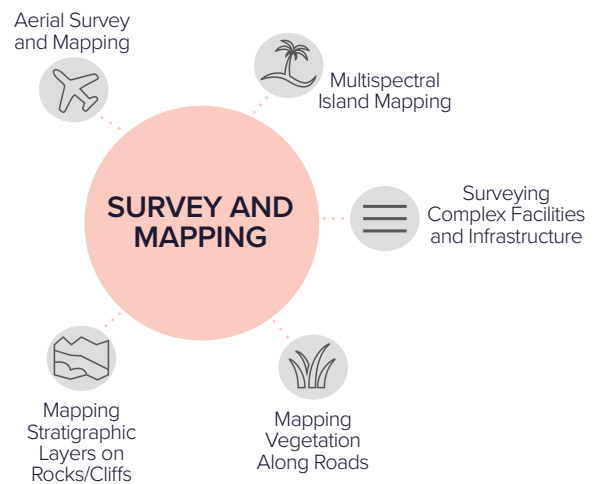 Aerial Survey
and Mapping
Multispectral
Island Mapping
SURVEY AND
MAPPING
Surveying
Complex Facilities
and Infrastructure
Mapping
Stratigraphic
Layers on
Rocks/Cliffs
Mapping
Vegetation
Along Roads